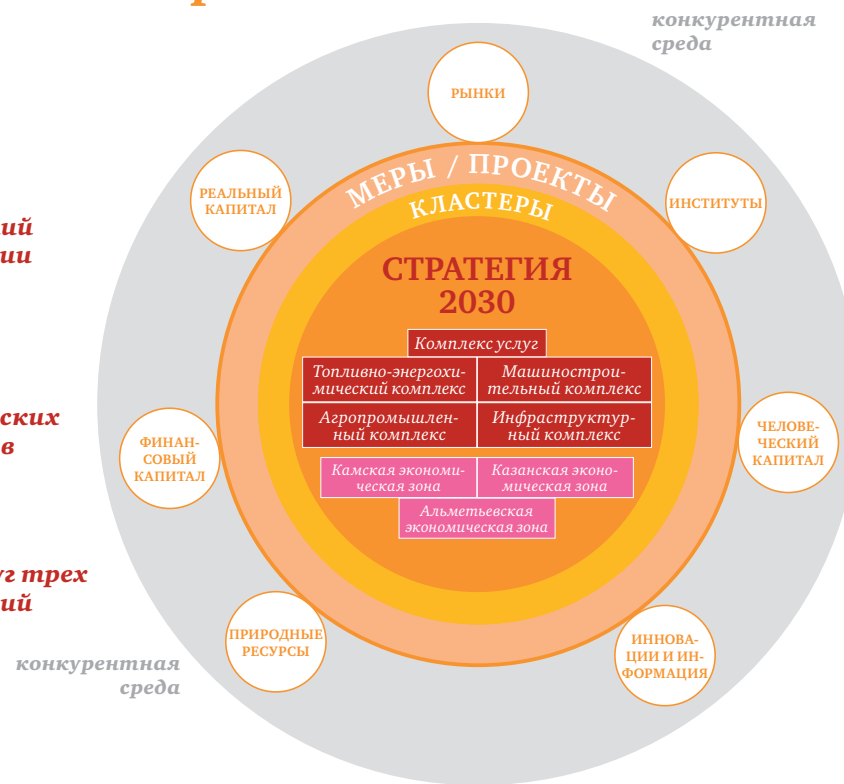 конкурентная
среда
РЫНКИ
РЕАЛЬНЫЙ
КАПИТАЛ
ИНСТИТУТЫ
МЕРЫ / ПРОЕКТЫ
КЛАСТЕРЫ
СТРАТЕГИЯ
2030
Комплекс услуг
Топливно-энергохи-
мический комплекс
Машинострои-
тельный комплекс
Агропромышлен-
ный комплекс
Инфраструктур-
ный комплекс
Камская экономи-
ческая зона
Казанская эконо-
мическая зона
Альметьевская
экономическая зона
ФИНАН-
СОВЫЙ
КАПИТАЛ
ЧЕЛОВЕ-
ЧЕСКИЙ
КАПИТАЛ
трех
ПРИРОДНЫЕ
РЕСУРСЫ
ИННОВА-
ЦИИ И ИН-
ФОРМАЦИЯ
конкурентная
среда